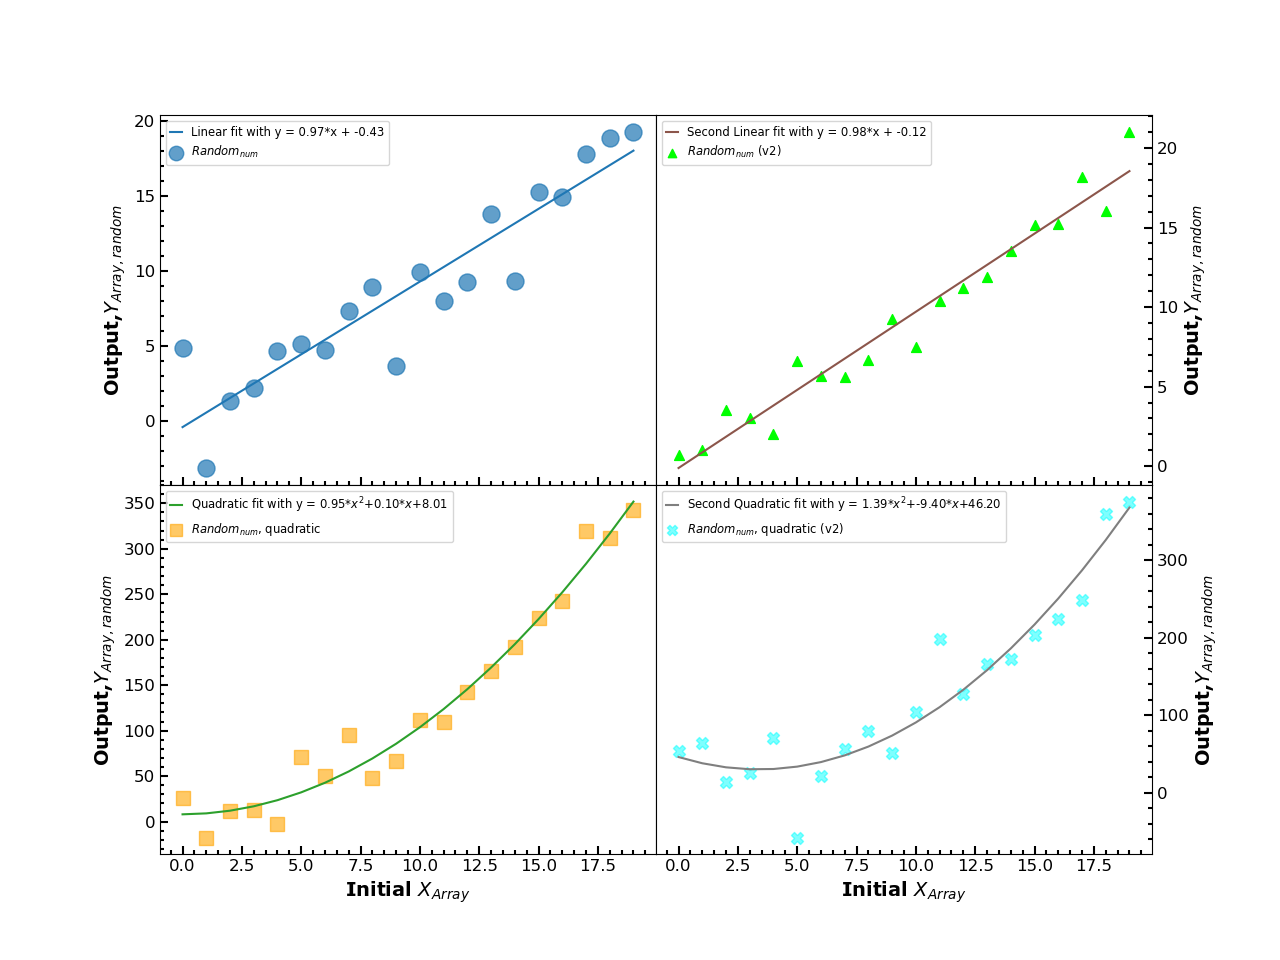 Linear fit with y = 0.97*x + -0.43
Random_num
Second Linear fit with y = 0.98*x + -0.12
Random_num (v2)
20
15
10
5
0
Output,Y_Array,random
20
15
10
5
0
Output,Y_Array,random
Quadratic fit with y = 0.95*x²+0.10*x+8.01
Random_num, quadratic
Second Quadratic fit with y = 1.39*x²+-9.40*x+46.20
Random_num, quadratic (v2)
350
300
250
200
150
100
50
0
Output,Y_Array,random
300
200
100
0
Output,Y_Array,random
0.0 2.5 5.0 7.5 10.0 12.5 15.0 17.5
0.0 2.5 5.0 7.5 10.0 12.5 15.0 17.5
Initial X_Array
Initial X_Array